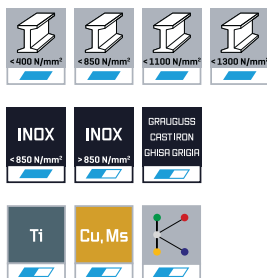 <400 N/mm² <850 N/mm² <1100 N/mm² <1300 N/mm²
INOX INOX GRAUGUSS
CAST IRON
GHISA GRIGIA
<850 N/mm² >850 N/mm²
Ti Cu, Ms